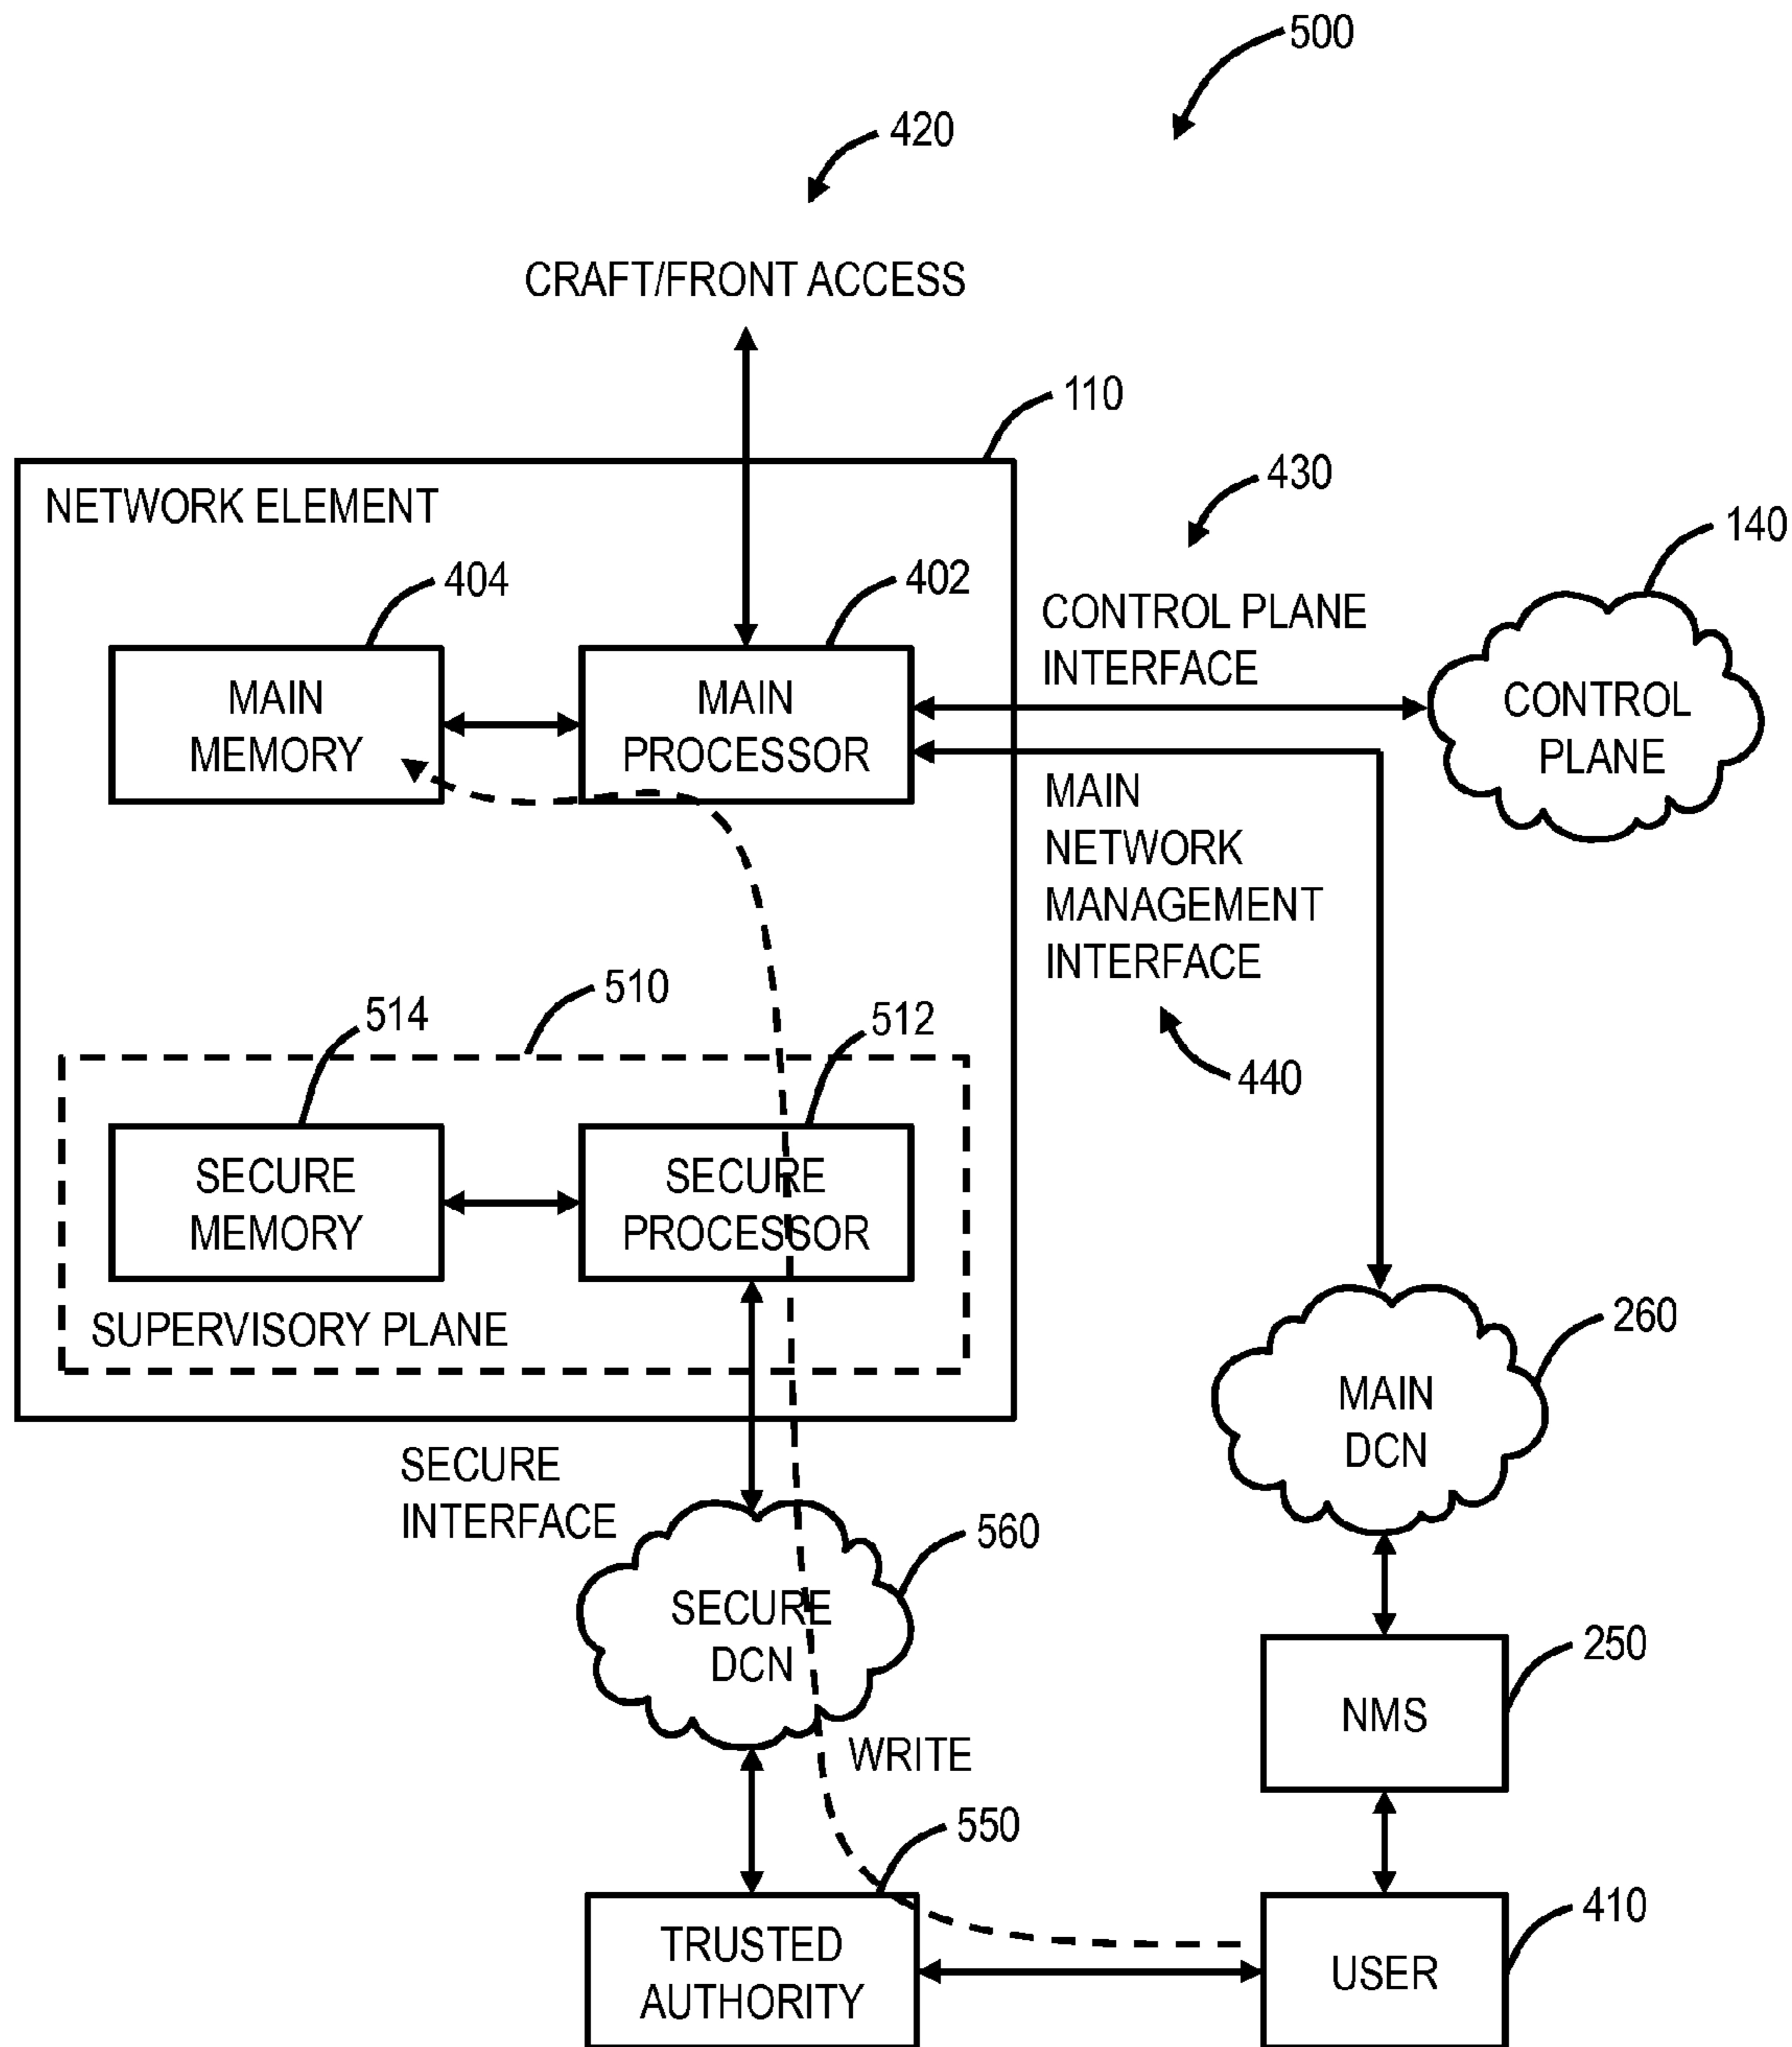 500
420
CRAFT/FRONT ACCESS
110
NETWORK ELEMENT
430
140
404
402
CONTROL PLANE
INTERFACE
MAIN
MEMORY
MAIN
PROCESSOR
CONTROL
PLANE
MAIN
NETWORK
MANAGEMENT
INTERFACE
440
510
514
512
SECURE
MEMORY
SECURE
PROCESSOR
SUPERVISORY PLANE
260
MAIN
DCN
SECURE
INTERFACE
560
SECURE
DCN
250
NMS
WRITE
550
410
TRUSTED
AUTHORITY
USER